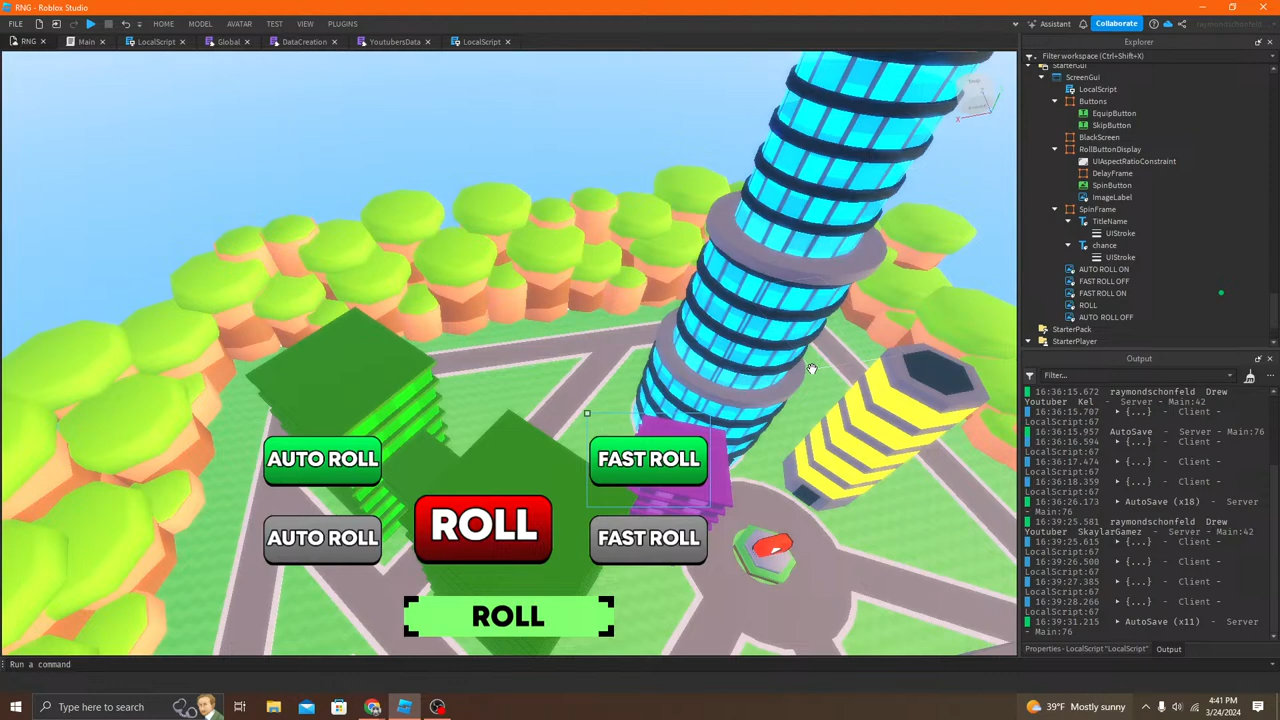 RNG - Roblox Studio
FILE HOME MODEL AVATAR TEST VIEW PLUGINS Assistant Collaborate raymondschonfeld
RNG Main LocalScript Global DataCreation YoutubersData LocalScript
Explorer
Filter workspace (Ctrl+Shift+X)
StarterGui
ScreenGui
LocalScript
Buttons
EquipButton
SkipButton
BlackScreen
RollButtonDisplay
UIAspectRatioConstraint
DelayFrame
SpinButton
ImageLabel
SpinFrame
TitleName
UIStroke
chance
UIStroke
AUTO ROLL ON
FAST ROLL OFF
FAST ROLL ON
ROLL
AUTO ROLL OFF
StarterPack
StarterPlayer
X
AUTO ROLL FAST ROLL
ROLL
AUTO ROLL FAST ROLL
ROLL
Output
Filter...
16:36:15.672 raymondschonfeld Drew
Youtuber Kel - Server - Main:42
16:36:15.707 {...} - Client -
LocalScript:67
16:36:15.957 AutoSave - Server - Main:76
16:36:16.594 {...} - Client -
LocalScript:67
16:36:17.474 {...} - Client -
LocalScript:67
16:36:18.359 {...} - Client -
LocalScript:67
16:36:26.173 AutoSave (x18) - Server
- Main:76
16:39:25.581 raymondschonfeld Drew
Youtuber SkaylarGamez - Server - Main:42
16:39:25.615 {...} - Client -
LocalScript:67
16:39:26.500 {...} - Client -
LocalScript:67
16:39:27.385 {...} - Client -
LocalScript:67
16:39:28.266 {...} - Client -
LocalScript:67
16:39:31.215 AutoSave (x11) - Server
- Main:76
Properties - LocalScript "LocalScript" Output
Run a command
Type here to search
39°F Mostly sunny
4:41 PM
3/24/2024